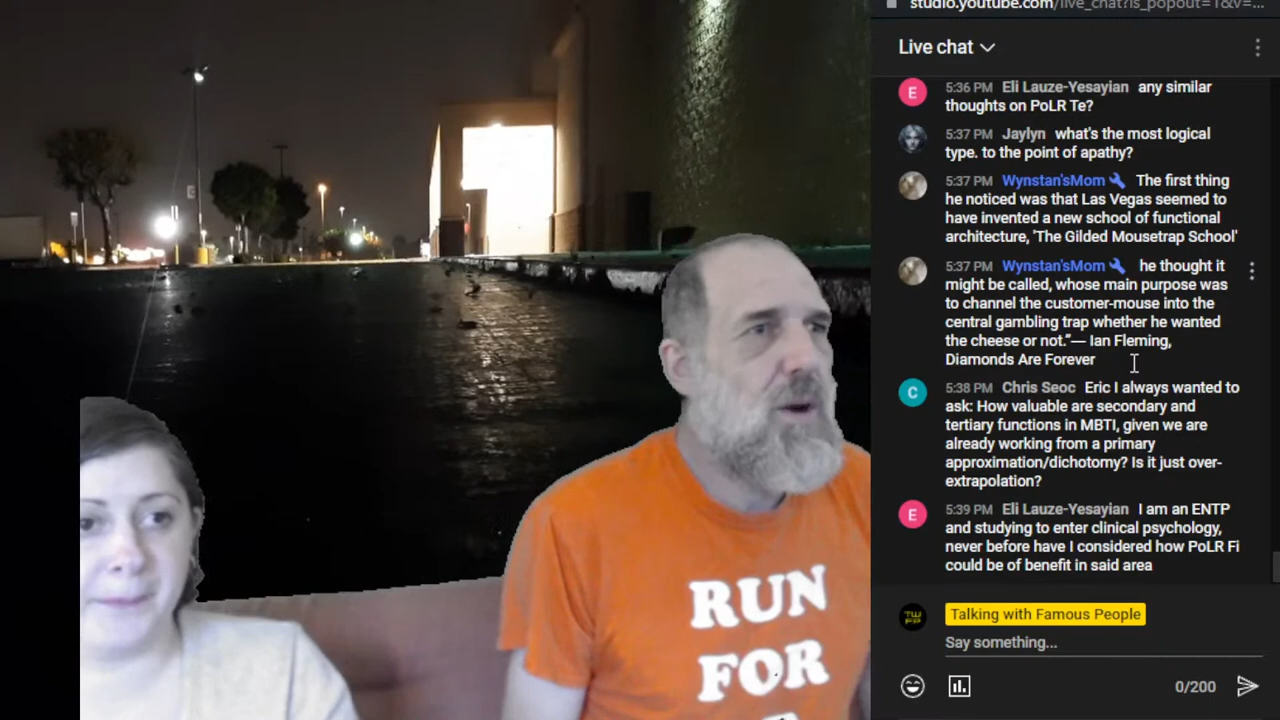 studio.youtube.com/live_chat?is_popout=1&v=...
Live chat
5:36 PM Eli Lauze-Yesayian any similar
thoughts on PoLR Te?
5:37 PM Jaylyn what's the most logical
type. to the point of apathy?
5:37 PM Wynstan'sMom The first thing
he noticed was that Las Vegas seemed to
have invented a new school of functional
architecture, 'The Gilded Mousetrap School'
5:37 PM Wynstan'sMom he thought it
might be called, whose main purpose was
to channel the customer-mouse into the
central gambling trap whether he wanted
the cheese or not."— Ian Fleming,
Diamonds Are Forever
5:38 PM Chris Seoc Eric I always wanted to
ask: How valuable are secondary and
tertiary functions in MBTI, given we are
already working from a primary
approximation/dichotomy? Is it just over-
extrapolation?
5:39 PM Eli Lauze-Yesayian I am an ENTP
and studying to enter clinical psychology,
never before have I considered how PoLR Fi
could be of benefit in said area
Talking with Famous People
Say something...
0/200
E
E
C
TW
FP
RUN
FOR